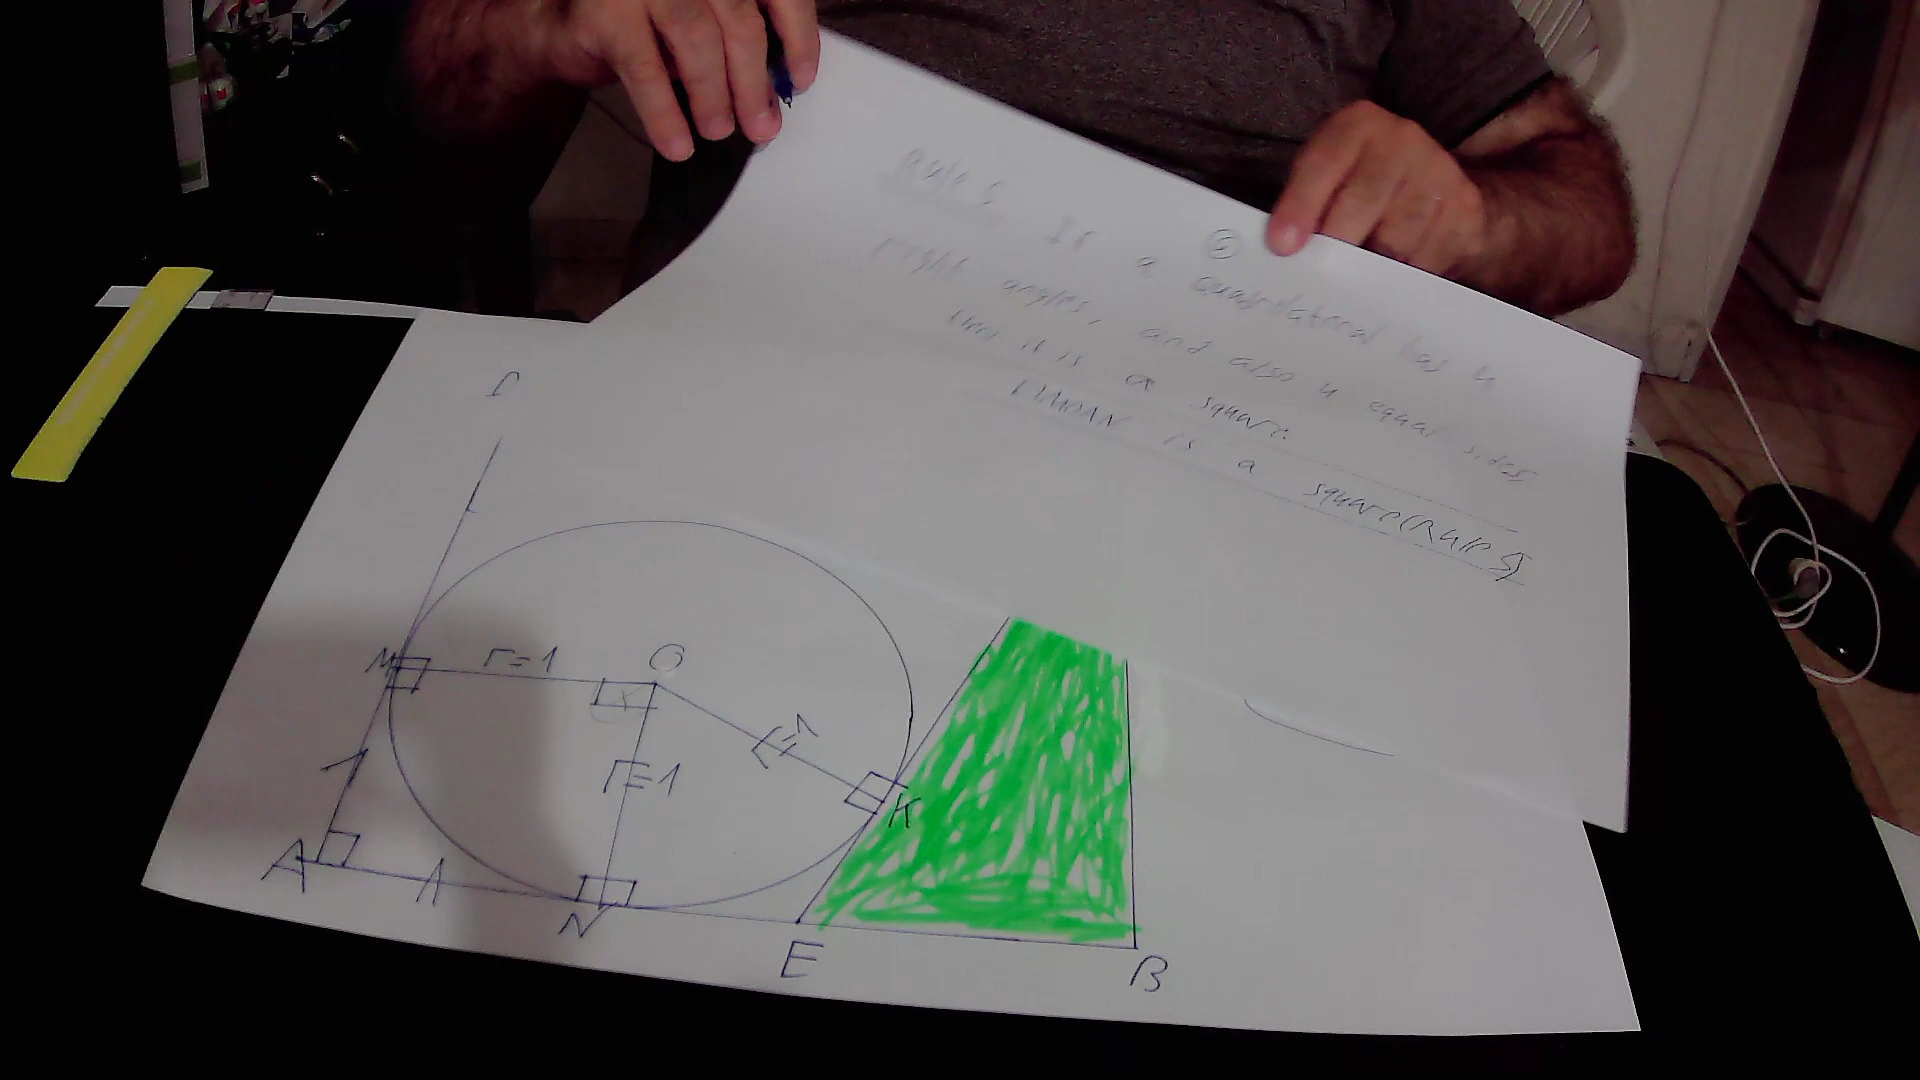 Rule 5 If a quadrilateral has 4
right angles, and also 4 equal sides,
then it is a square.
is a square (Rule 5)
M
r=1
O
r=1
r=1
1
K
A
1
N
E
B